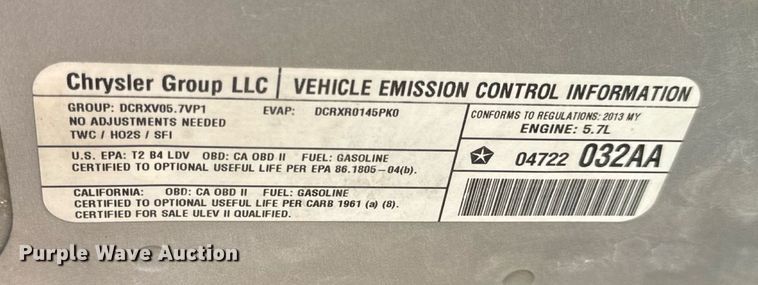 Chrysler Group LLC | VEHICLE EMISSION CONTROL INFORMATION
GROUP: DCRXV05.7VP1 EVAP: DCRXR0145PK0
NO ADJUSTMENTS NEEDED
TWC / HO2S / SFI
CONFORMS TO REGULATIONS: 2013 MY
ENGINE: 5.7L
U.S. EPA: T2 B4 LDV OBD: CA OBD II FUEL: GASOLINE
CERTIFIED TO OPTIONAL USEFUL LIFE PER EPA 86.1805-04(b).
04722 032AA
CALIFORNIA: OBD: CA OBD II FUEL: GASOLINE
CERTIFIED TO OPTIONAL USEFUL LIFE PER CARB 1961 (a) (8).
CERTIFIED FOR SALE ULEV II QUALIFIED.
Purple Wave Auction